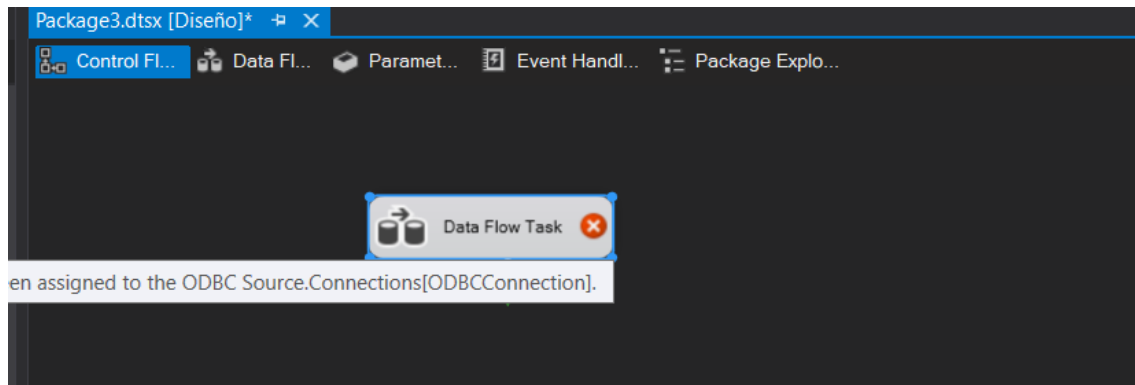 Package3.dtsx [Diseño]*
Control Fl... Data Fl... Paramet... Event Handl... Package Explo...
Data Flow Task
en assigned to the ODBC Source.Connections[ODBCConnection].